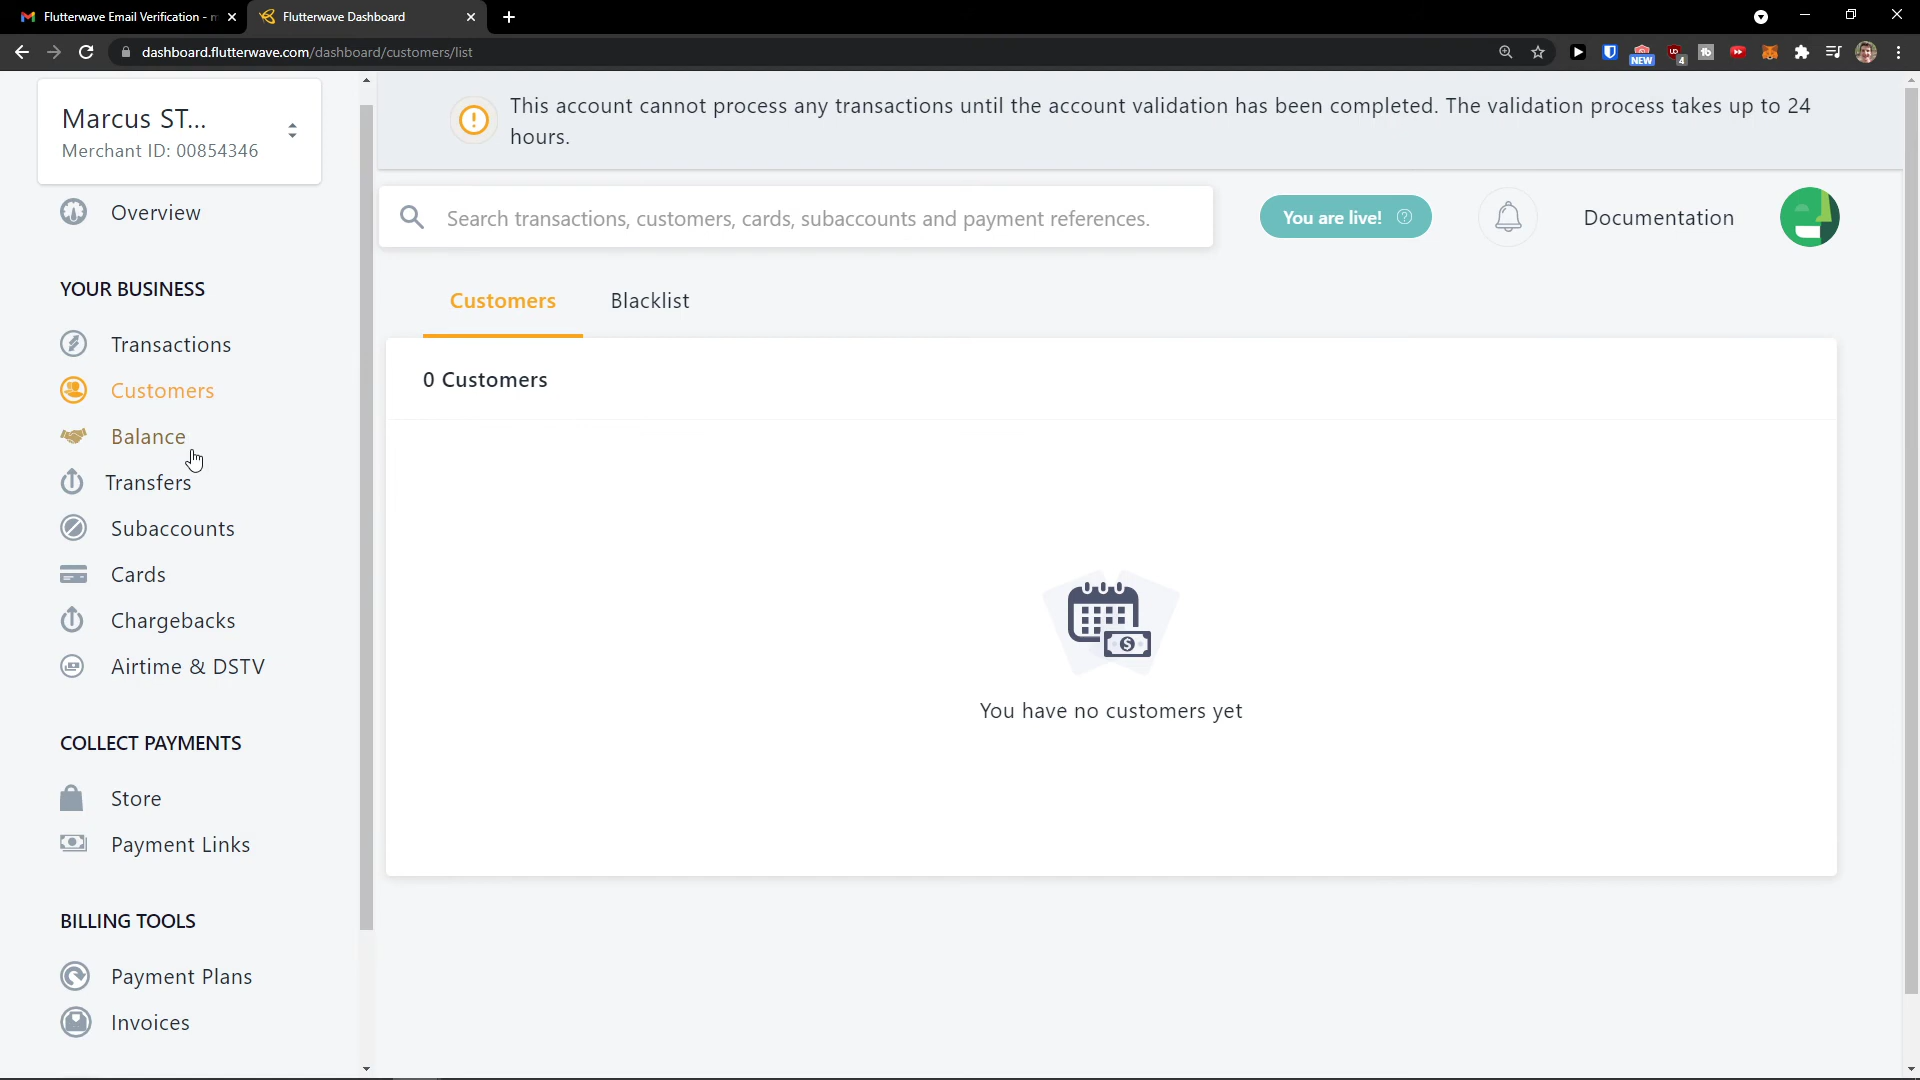 Flutterwave Email Verification -
Flutterwave Dashboard
dashboard.flutterwave.com/dashboard/customers/list
NEW
4
Marcus ST...
Merchant ID: 00854346
This account cannot process any transactions until the account validation has been completed. The validation process takes up to 24
hours.
Search transactions, customers, cards, subaccounts and payment references.
You are live!
Documentation
Overview
YOUR BUSINESS
Transactions
Customers
Balance
Transfers
Subaccounts
Cards
Chargebacks
Airtime & DSTV
COLLECT PAYMENTS
Store
Payment Links
BILLING TOOLS
Payment Plans
Invoices
Customers
Blacklist
0 Customers
You have no customers yet